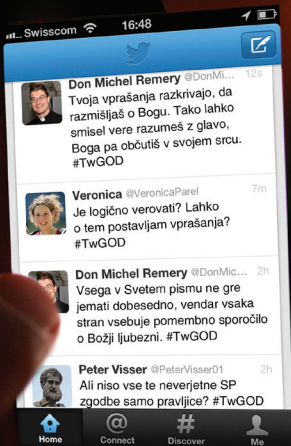 Swisscom 16:48
Don Michel Remery @DonMi... 12s
Tvoja vprašanja razkrivajo, da
razmišljaš o Bogu. Tako lahko
smisel vere razumeš z glavo,
Boga pa občutiš v svojem srcu.
#TwGOD
Veronica @VeronicaParel 7m
Je logično verovati? Lahko
o tem postavljam vprašanja?
#TwGOD
Don Michel Remery @DonMic... 2h
Vsega v Svetem pismu ne gre
jemati dobesedno, vendar vsaka
stran vsebuje pomembno sporočilo
o Božji ljubezni. #TwGOD
Peter Visser @PeterVisser01 2h
Ali niso vse te neverjetne SP
zgodbe samo pravljice? #TwGOD
Home Connect Discover Me